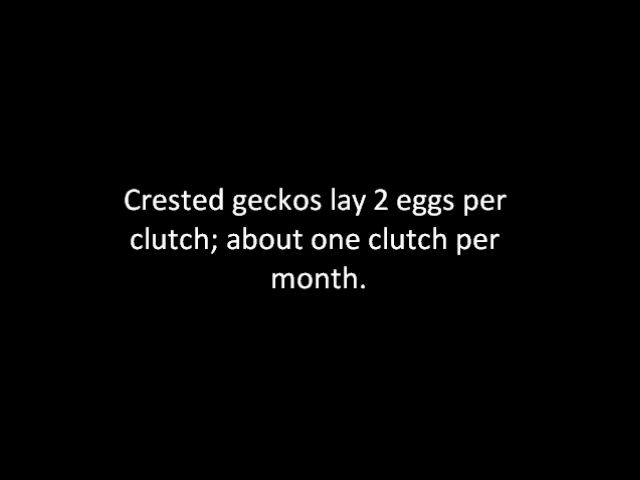 Crested geckos lay 2 eggs per
clutch; about one clutch per
month.